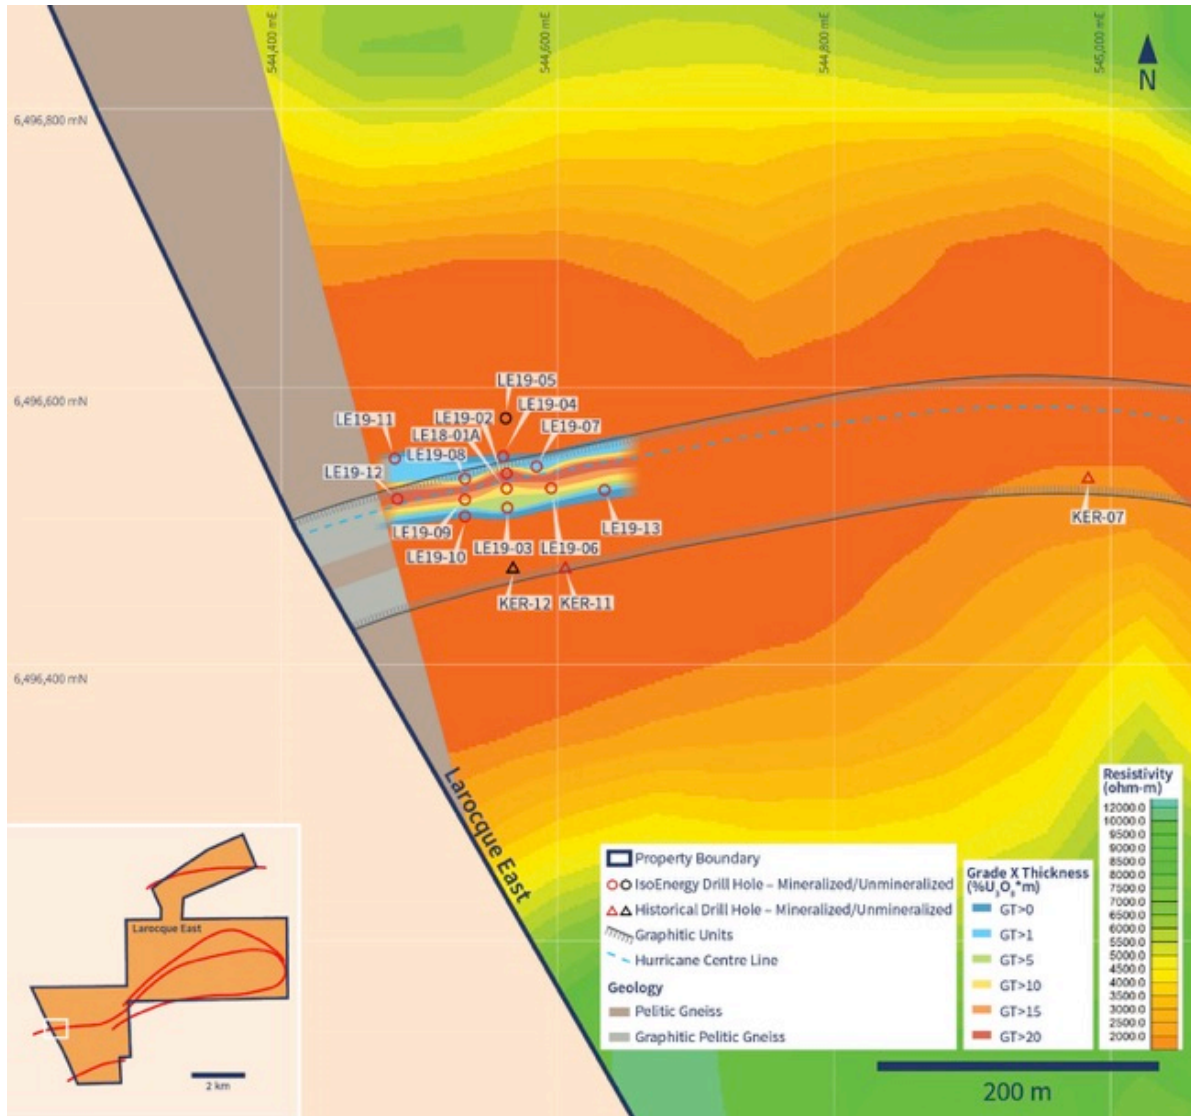 544,400 mE
544,600 mE
544,800 mE
545,000 mE
N
6,496,800 mN
6,496,600 mN
6,496,400 mN
LE19-05
LE19-04
LE19-02
LE19-11
LE19-07
LE18-01A
LE19-08
LE19-12
LE19-09
LE19-13
LE19-10
LE19-03
LE19-06
KER-07
KER-12
KER-11
Larocque East
Resistivity
(ohm-m)
12000.0
10000.0
9500.0
9000.0
8000.0
7500.0
7000.0
6500.0
6000.0
5500.0
5000.0
4500.0
4000.0
3500.0
3000.0
2500.0
2000.0
Property Boundary
IsoEnergy Drill Hole – Mineralized/Unmineralized
Historical Drill Hole – Mineralized/Unmineralized
Graphitic Units
Hurricane Centre Line
Geology
Pelitic Gneiss
Graphitic Pelitic Gneiss
Grade X Thickness
(%U₃O₈*m)
GT>0
GT>1
GT>5
GT>10
GT>15
GT>20
200 m
Larocque East
2 km